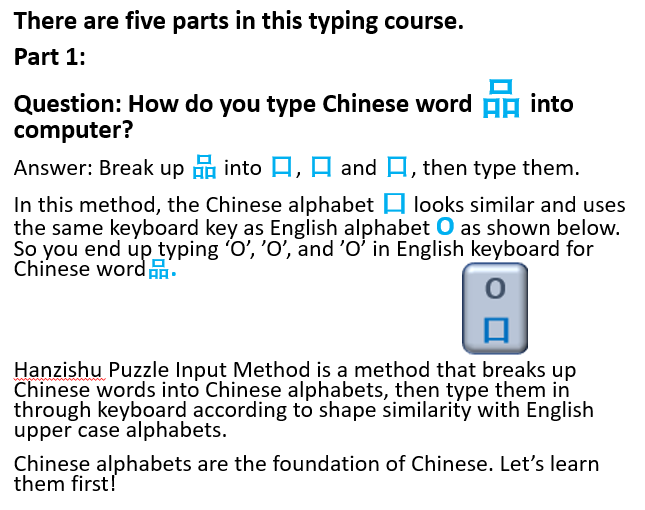 There are five parts in this typing course.
Part 1:
Question: How do you type Chinese word 品 into
computer?
Answer: Break up 品 into 口, 口 and 口, then type them.
In this method, the Chinese alphabet 口 looks similar and uses
the same keyboard key as English alphabet O as shown below.
So you end up typing ‘O’, ’O’, and ’O’ in English keyboard for
Chinese word品.
O
口
Hanzishu Puzzle Input Method is a method that breaks up
Chinese words into Chinese alphabets, then type them in
through keyboard according to shape similarity with English
upper case alphabets.
Chinese alphabets are the foundation of Chinese. Let’s learn
them first!